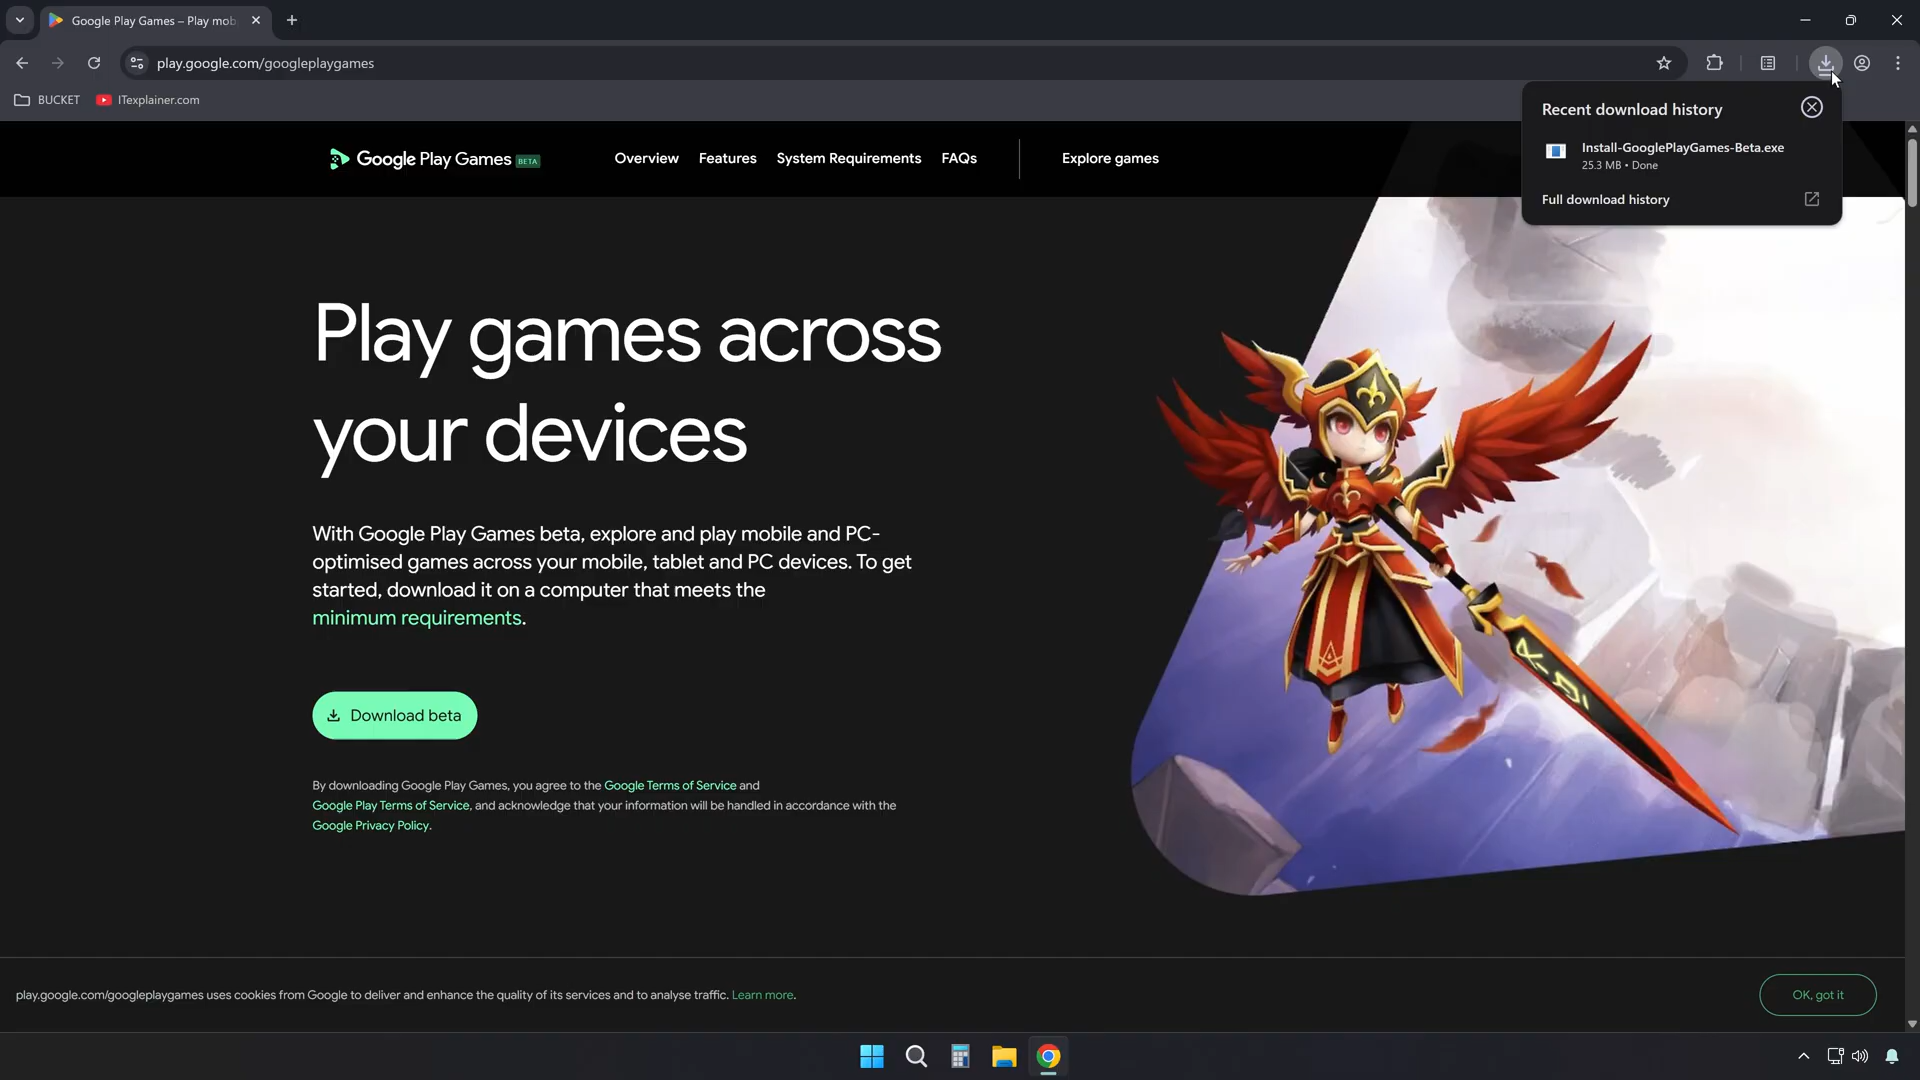 Google Play Games – Play mob
play.google.com/googleplaygames
BUCKET
ITexplainer.com
Recent download history
Install-GooglePlayGames-Beta.exe
25.3 MB • Done
Full download history
Google Play Games BETA
Overview
Features
System Requirements
FAQs
Explore games
Play games across
your devices
With Google Play Games beta, explore and play mobile and PC-
optimised games across your mobile, tablet and PC devices. To get
started, download it on a computer that meets the
minimum requirements.
Download beta
By downloading Google Play Games, you agree to the Google Terms of Service and
Google Play Terms of Service, and acknowledge that your information will be handled in accordance with the
Google Privacy Policy.
play.google.com/googleplaygames uses cookies from Google to deliver and enhance the quality of its services and to analyse traffic. Learn more.
OK, got it